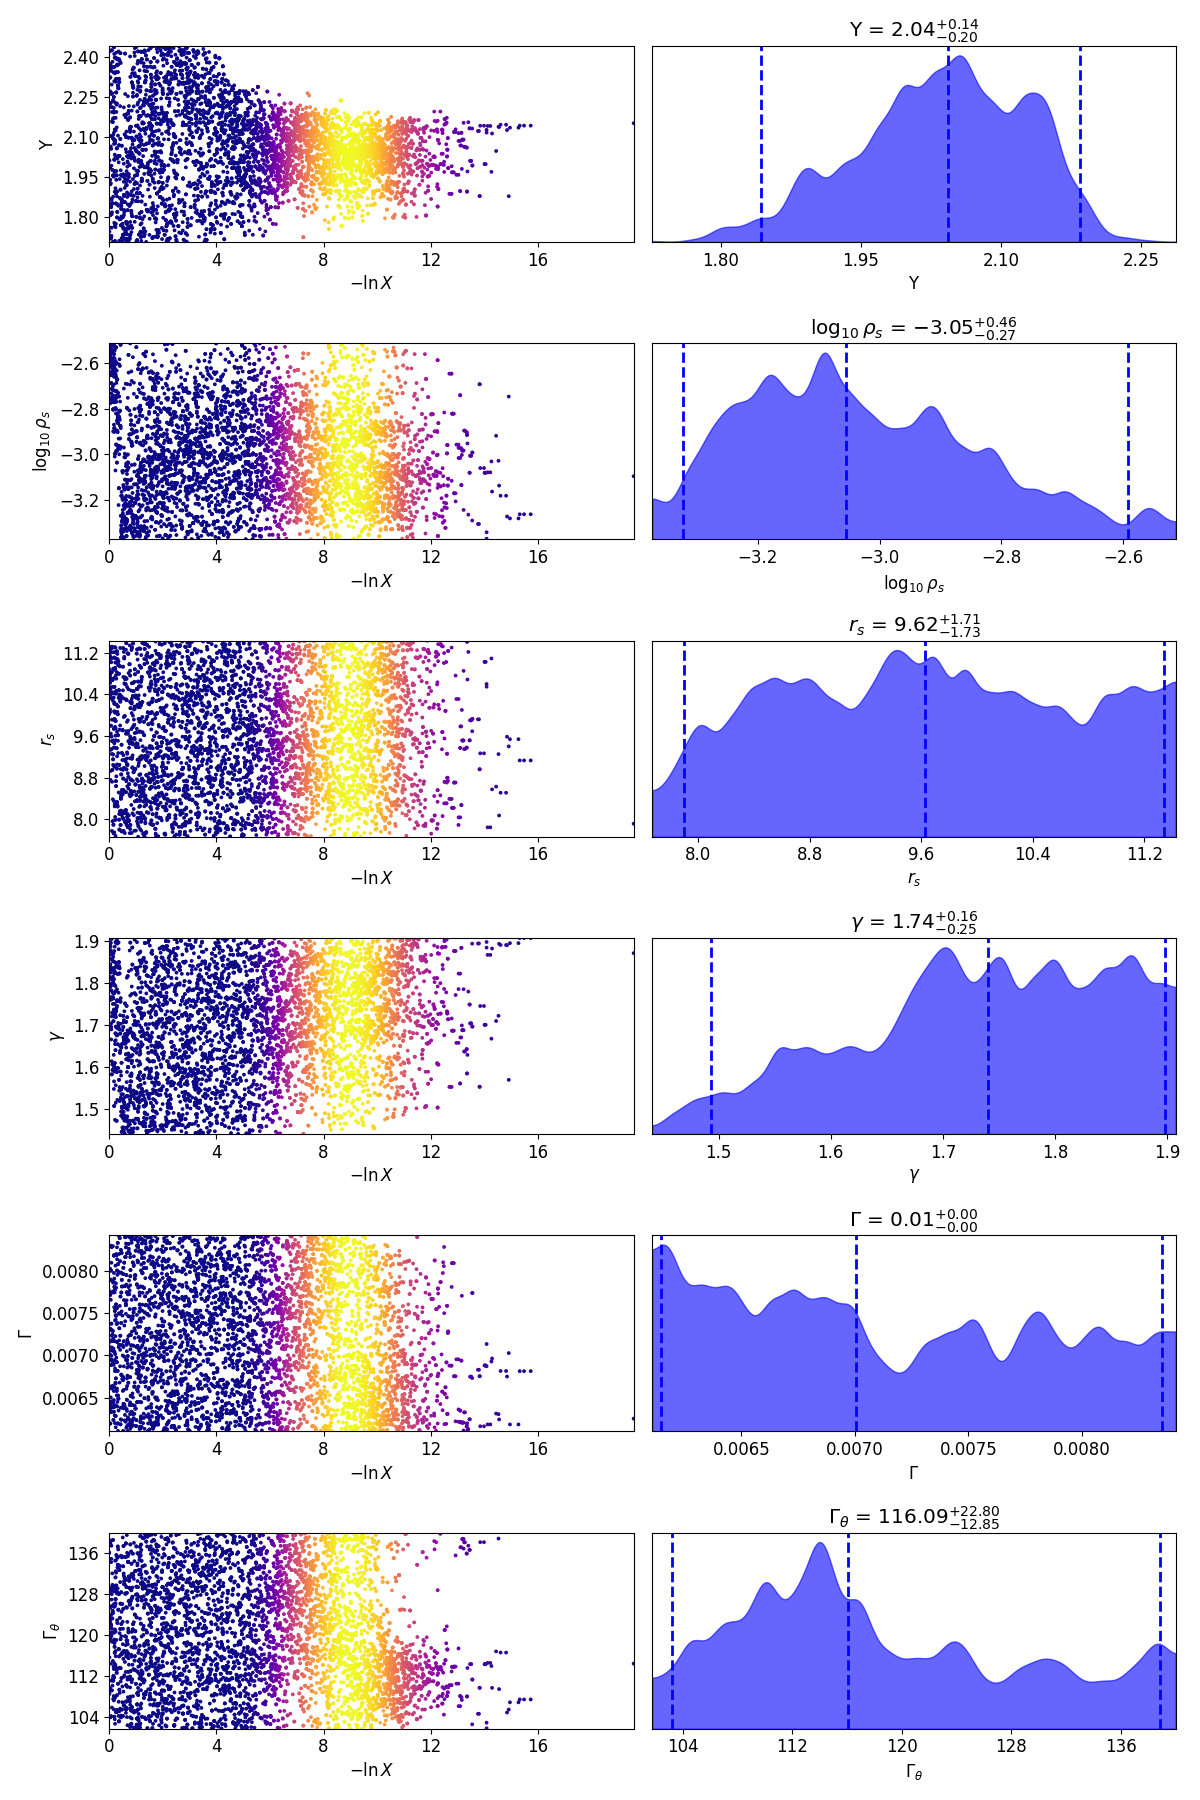 Y = 2.04 +0.14 −0.20
2.40
2.25
2.10
1.95
1.80
Y
0 4 8 12 16
−ln X
1.80 1.95 2.10 2.25
Y
log₁₀ ρₛ = −3.05 +0.46 −0.27
−2.6
−2.8
−3.0
−3.2
log₁₀ ρₛ
0 4 8 12 16
−ln X
−3.2 −3.0 −2.8 −2.6
log₁₀ ρₛ
rₛ = 9.62 +1.71 −1.73
11.2
10.4
9.6
8.8
8.0
rₛ
0 4 8 12 16
−ln X
8.0 8.8 9.6 10.4 11.2
rₛ
γ = 1.74 +0.16 −0.25
1.9
1.8
1.7
1.6
1.5
γ
0 4 8 12 16
−ln X
1.5 1.6 1.7 1.8 1.9
γ
Γ = 0.01 +0.00 −0.00
0.0080
0.0075
0.0070
0.0065
Γ
0 4 8 12 16
−ln X
0.0065 0.0070 0.0075 0.0080
Γ
Γ_θ = 116.09 +22.80 −12.85
136
128
120
112
104
Γ_θ
0 4 8 12 16
−ln X
104 112 120 128 136
Γ_θ